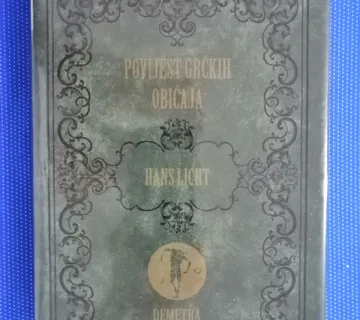 POVIJEST GRČKIH
OBIČAJA
HANS LICHT
DEMETRA